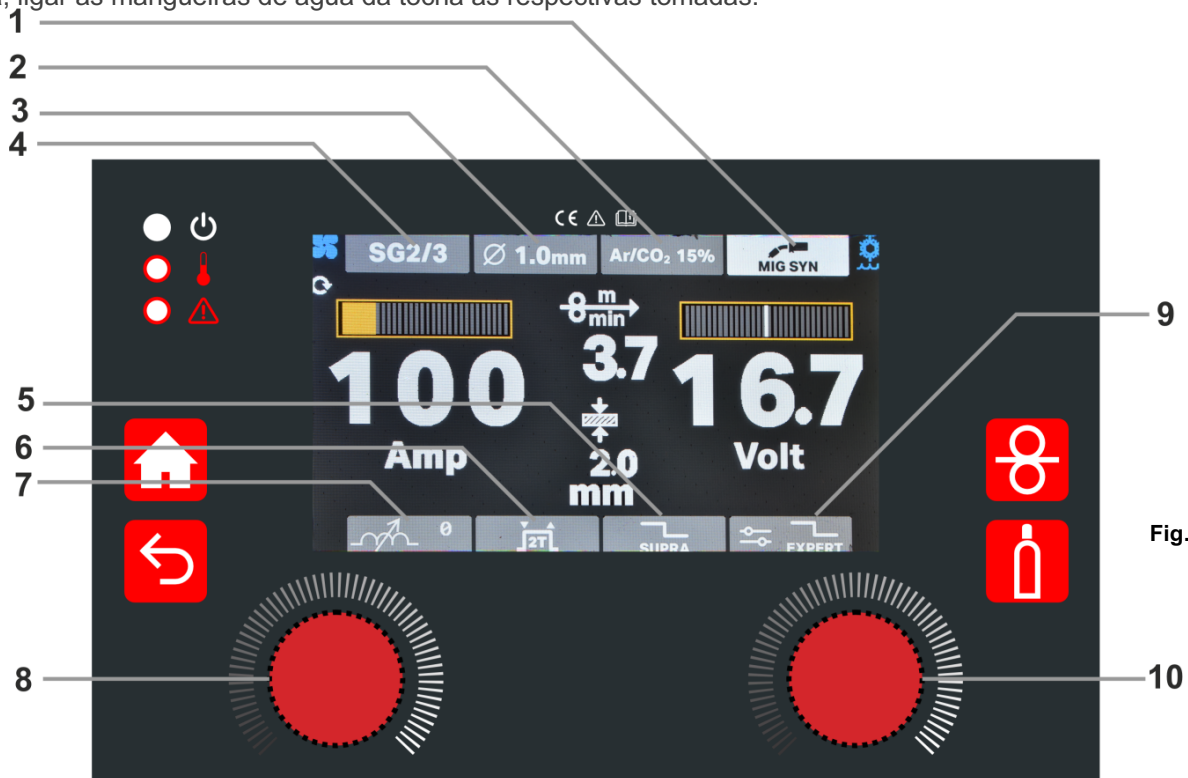 ligar as mangueiras de água da tocha às respectivas tomadas.
1
2
3
4
CE
SG2/3 Ø 1.0mm Ar/CO₂ 15% MIG SYN
m
min
3.7
100 16.7
Amp Volt
2.0
mm
0 2T SUPRA EXPERT
5
6
7
8
9
10
Fig.